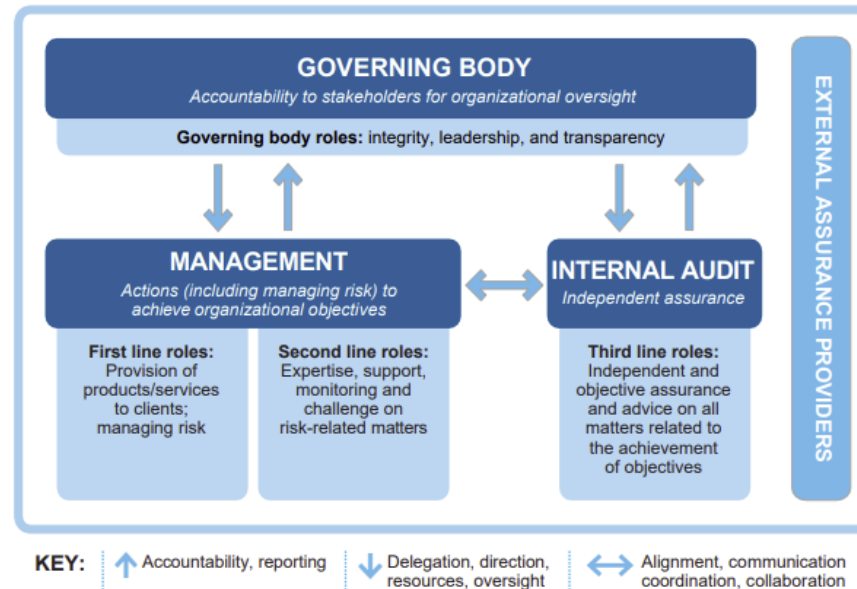 GOVERNING BODY
Accountability to stakeholders for organizational oversight
Governing body roles: integrity, leadership, and transparency
MANAGEMENT
Actions (including managing risk) to
achieve organizational objectives
First line roles:
Provision of
products/services
to clients;
managing risk
Second line roles:
Expertise, support,
monitoring and
challenge on
risk-related matters
INTERNAL AUDIT
Independent assurance
Third line roles:
Independent and
objective assurance
and advice on all
matters related to
the achievement
of objectives
EXTERNAL ASSURANCE PROVIDERS
KEY:
Accountability, reporting
Delegation, direction,
resources, oversight
Alignment, communication
coordination, collaboration